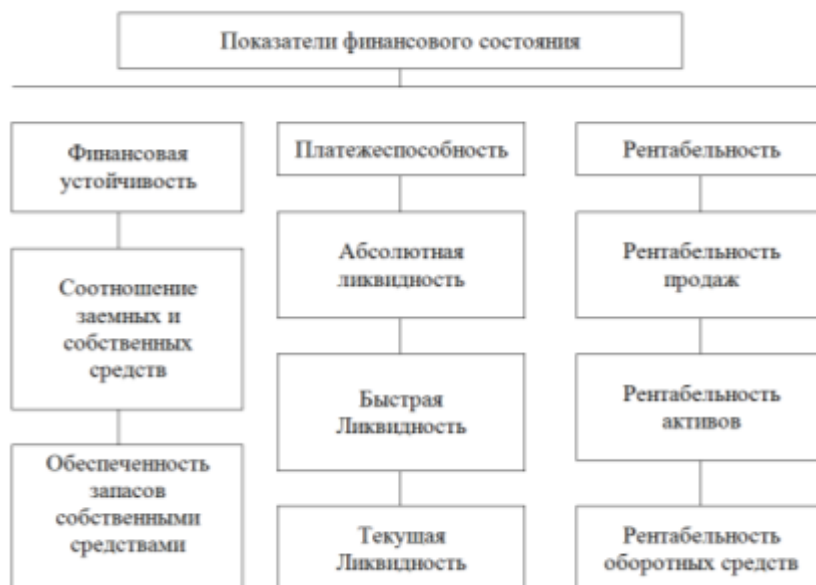 Показатели финансового состояния
Финансовая
устойчивость
Соотношение
заемных и
собственных
средств
Обеспеченность
запасов
собственными
средствами
Платежеспособность
Абсолютная
ликвидность
Быстрая
Ликвидность
Текущая
Ликвидность
Рентабельность
Рентабельность
продаж
Рентабельность
активов
Рентабельность
оборотных средств